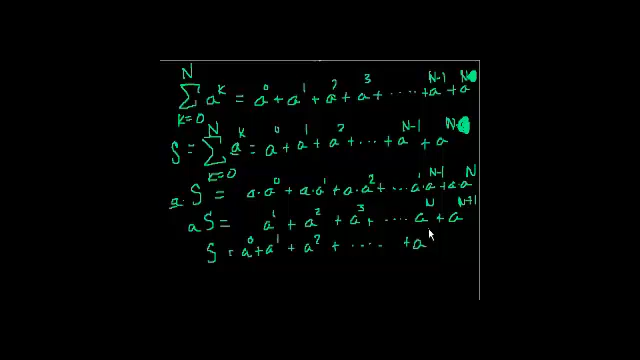 ∑_{k=0}^{N} a^k = a^0 + a^1 + a^2 + a^3 + ..... + a^{N-1} + a^N
S = ∑_{k=0}^{N} a^k = a^0 + a^1 + a^2 + ... + a^{N-1} + a^N
a·S = a·a^0 + a·a^1 + a·a^2 + ... a·a^{N-1} + a·a^N
aS = a^1 + a^2 + a^3 + .... a^N + a^{N+1}
S = a^0 + a^1 + a^2 + ..... + a